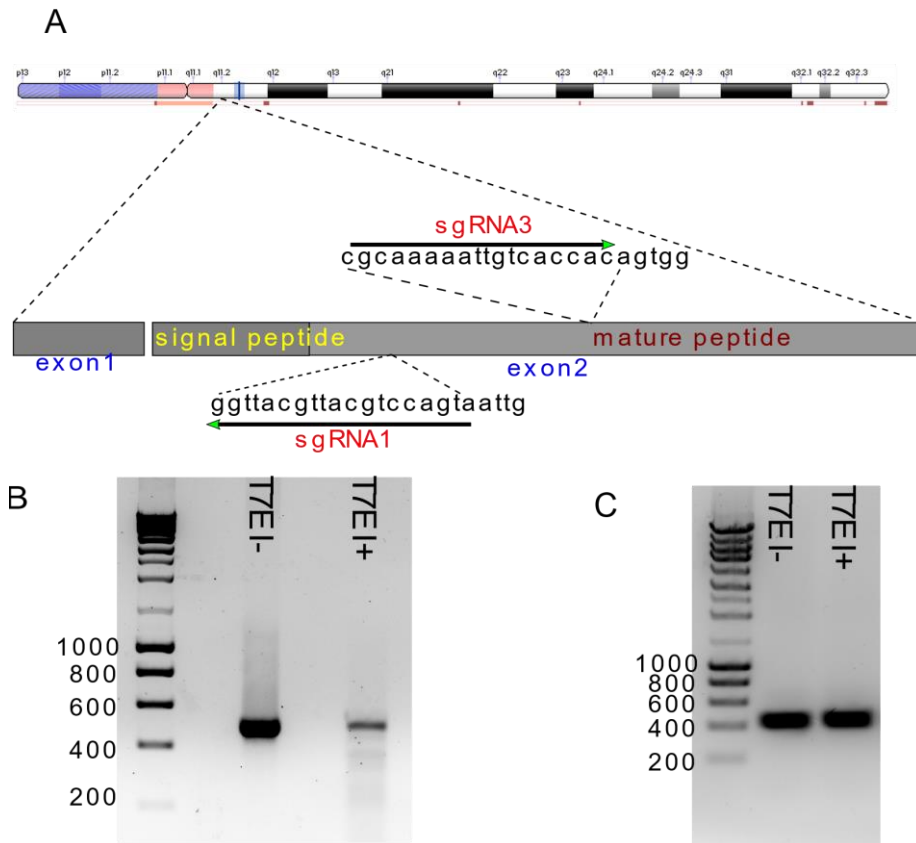 A
p13 p12 p11.2 p11.1 q11.1 q11.2 q12 q13 q21 q22 q23 q24.1 q24.2 q24.3 q31 q32.1 q32.2 q32.3
sgRNA3
cgcaaaaattgtcaccacagtgg
signal peptide
mature peptide
exon1
exon2
ggttacgttacgtccagtaattg
sgRNA1
B
T7EI-
T7EI+
1000
800
600
400
200
C
T7EI-
T7EI+
1000
800
600
400
200